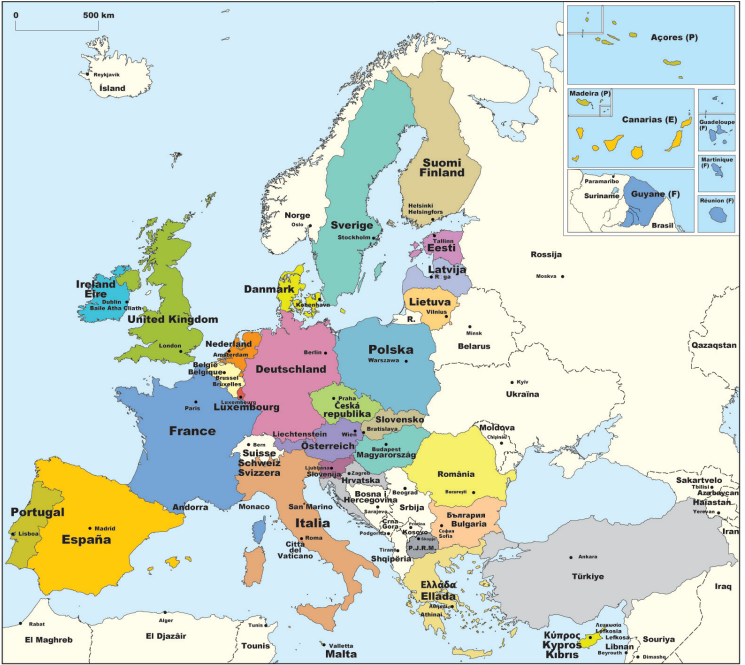 0 500 km
Açores (P)
Madeira (P)
Canarias (E)
Guadeloupe
(F)
Martinique
(F)
Réunion (F)
Paramaribo
Suriname
Guyane (F)
Brasil
Reykjavík
Ísland
Suomi
Finland
Helsinki
Helsingfors
Norge
Oslo
Sverige
Stockholm
Tallinn
Eesti
Latvija
R ga
Rossija
Moskva
Lietuva
Vilnius
R.
Minsk
Belarus
Qazaqstan
Ireland
Éire
Dublin
Baile Átha Cliath
United Kingdom
London
Danmark
København
Nederland
Amsterdam
België
Belgique
Brussel
Bruxelles
Luxembourg
Luxembourg
Berlin
Deutschland
Polska
Warszawa
Kyiv
Ukraïna
Praha
Česká
republika
Slovensko
Bratislava
Paris
France
Liechtenstein
Wien
Österreich
Budapest
Magyarország
Moldova
Chişinău
Bern
Suisse
Schweiz
Svizzera
Ljubljana
Slovenija
Zagreb
Hrvatska
România
Bucureşti
Bosna i
Hercegovina
Sarajevo
Beograd
Srbija
Portugal
Lisboa
España
Madrid
Andorra
Monaco
San Marino
Italia
Roma
Città
del
Vaticano
Crna
Gora
Podgorica
Kosovo
България
Bulgaria
София
Sofia
P.J.R.M.
Tirana
Shqipëria
Ελλάδα
Ellada
Athinai
Ankara
Türkiye
Sakartvelo
Tbilisi
Azərbaycan
Haiastan
Yerevan
Iran
Iraq
Rabat
El Maghreb
Alger
El Djazâir
Tunis
Tounis
Valletta
Malta
Κύπρος
Kypros
Kıbrıs
Λευκωσία
Lefkosia
Lefkosa
Libnan
Beyrouth
Souriya
Dimashq